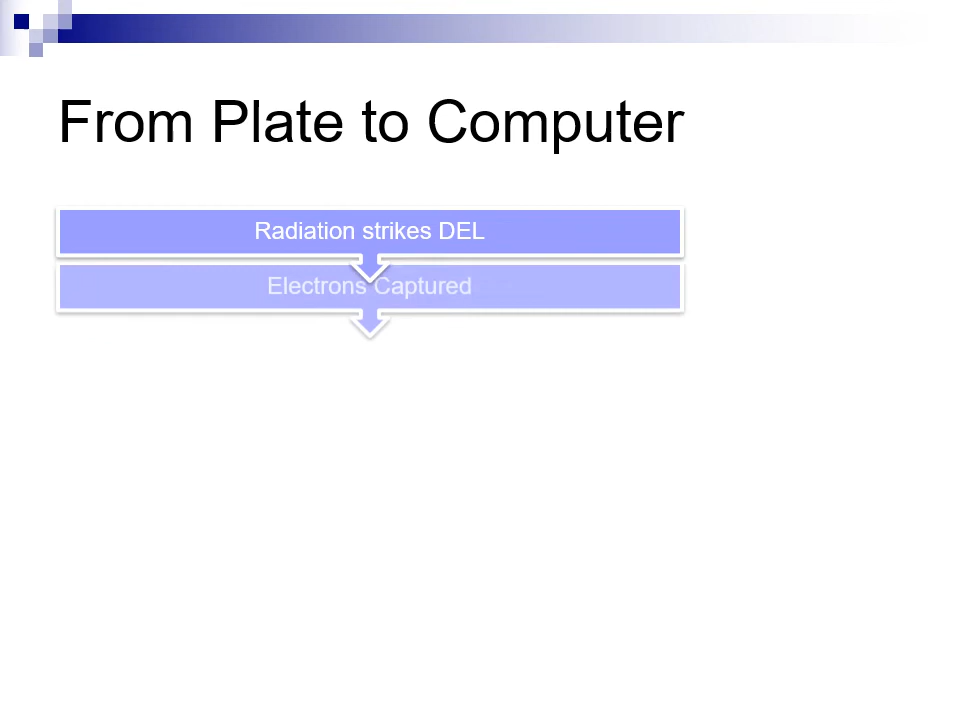 From Plate to Computer
Radiation strikes DEL
Electrons Captured